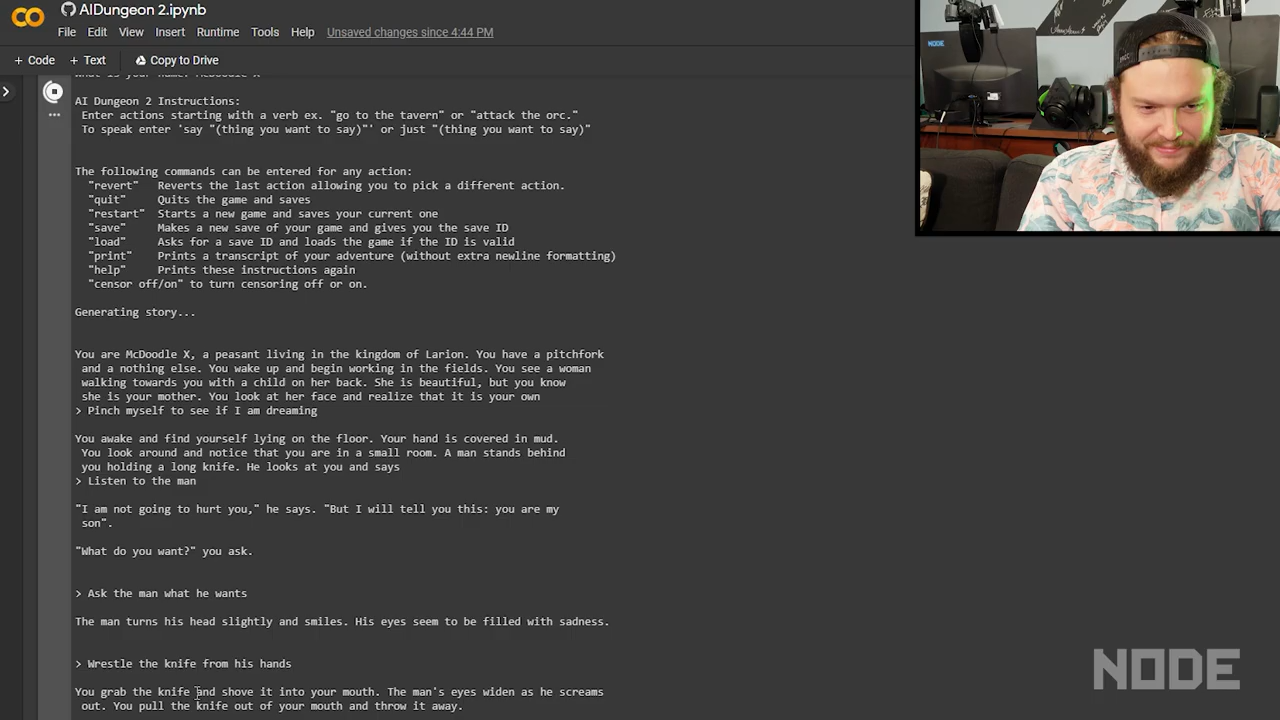 AIDungeon 2.ipynb
File Edit View Insert Runtime Tools Help Unsaved changes since 4:44 PM
+ Code + Text Copy to Drive
What is your name: McDoodle X
AI Dungeon 2 Instructions:
Enter actions starting with a verb ex. "go to the tavern" or "attack the orc."
To speak enter 'say "(thing you want to say)"' or just "(thing you want to say)"
The following commands can be entered for any action:
"revert" Reverts the last action allowing you to pick a different action.
"quit" Quits the game and saves
"restart" Starts a new game and saves your current one
"save" Makes a new save of your game and gives you the save ID
"load" Asks for a save ID and loads the game if the ID is valid
"print" Prints a transcript of your adventure (without extra newline formatting)
"help" Prints these instructions again
"censor off/on" to turn censoring off or on.
Generating story...
You are McDoodle X, a peasant living in the kingdom of Larion. You have a pitchfork
and a nothing else. You wake up and begin working in the fields. You see a woman
walking towards you with a child on her back. She is beautiful, but you know
she is your mother. You look at her face and realize that it is your own
> Pinch myself to see if I am dreaming
You awake and find yourself lying on the floor. Your hand is covered in mud.
You look around and notice that you are in a small room. A man stands behind
you holding a long knife. He looks at you and says
> Listen to the man
"I am not going to hurt you," he says. "But I will tell you this: you are my
son".
"What do you want?" you ask.
> Ask the man what he wants
The man turns his head slightly and smiles. His eyes seem to be filled with sadness.
> Wrestle the knife from his hands
You grab the knife and shove it into your mouth. The man's eyes widen as he screams
out. You pull the knife out of your mouth and throw it away.
NODE
NODE